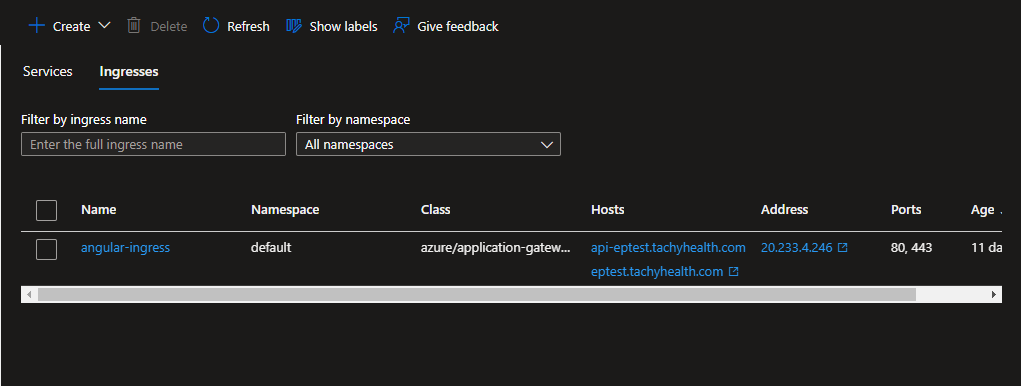 Create Delete Refresh Show labels Give feedback
Services Ingresses
Filter by ingress name Filter by namespace
Enter the full ingress name All namespaces
Name Namespace Class Hosts Address Ports Age
angular-ingress default azure/application-gatew... api-eptest.tachyhealth.com 20.233.4.246 80, 443 11 da
eptest.tachyhealth.com